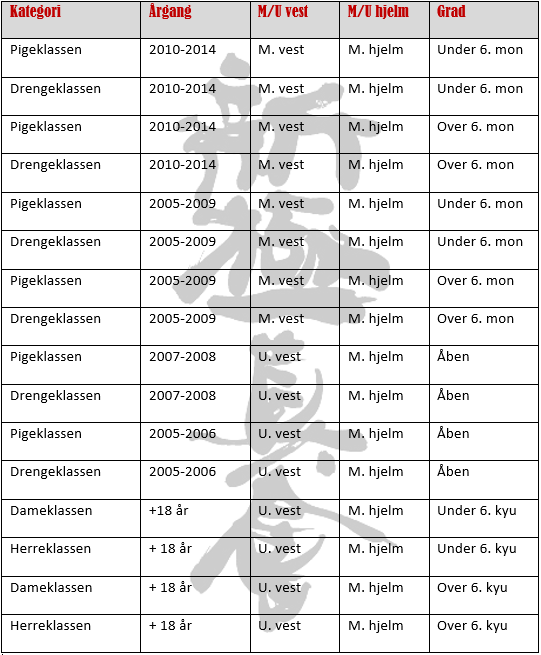 Kategori Årgang M/U vest M/U hjelm Grad
Pigeklassen 2010-2014 M. vest M. hjelm Under 6. mon
Drengeklassen 2010-2014 M. vest M. hjelm Under 6. mon
Pigeklassen 2010-2014 M. vest M. hjelm Over 6. mon
Drengeklassen 2010-2014 M. vest M. hjelm Over 6. mon
Pigeklassen 2005-2009 M. vest M. hjelm Under 6. mon
Drengeklassen 2005-2009 M. vest M. hjelm Under 6. mon
Pigeklassen 2005-2009 M. vest M. hjelm Over 6. mon
Drengeklassen 2005-2009 M. vest M. hjelm Over 6. mon
Pigeklassen 2007-2008 U. vest M. hjelm Åben
Drengeklassen 2007-2008 U. vest M. hjelm Åben
Pigeklassen 2005-2006 U. vest M. hjelm Åben
Drengeklassen 2005-2006 U. vest M. hjelm Åben
Dameklassen +18 år U. vest M. hjelm Under 6. kyu
Herreklassen + 18 år U. vest M. hjelm Under 6. kyu
Dameklassen + 18 år U. vest M. hjelm Over 6. kyu
Herreklassen + 18 år U. vest M. hjelm Over 6. kyu
新極真会